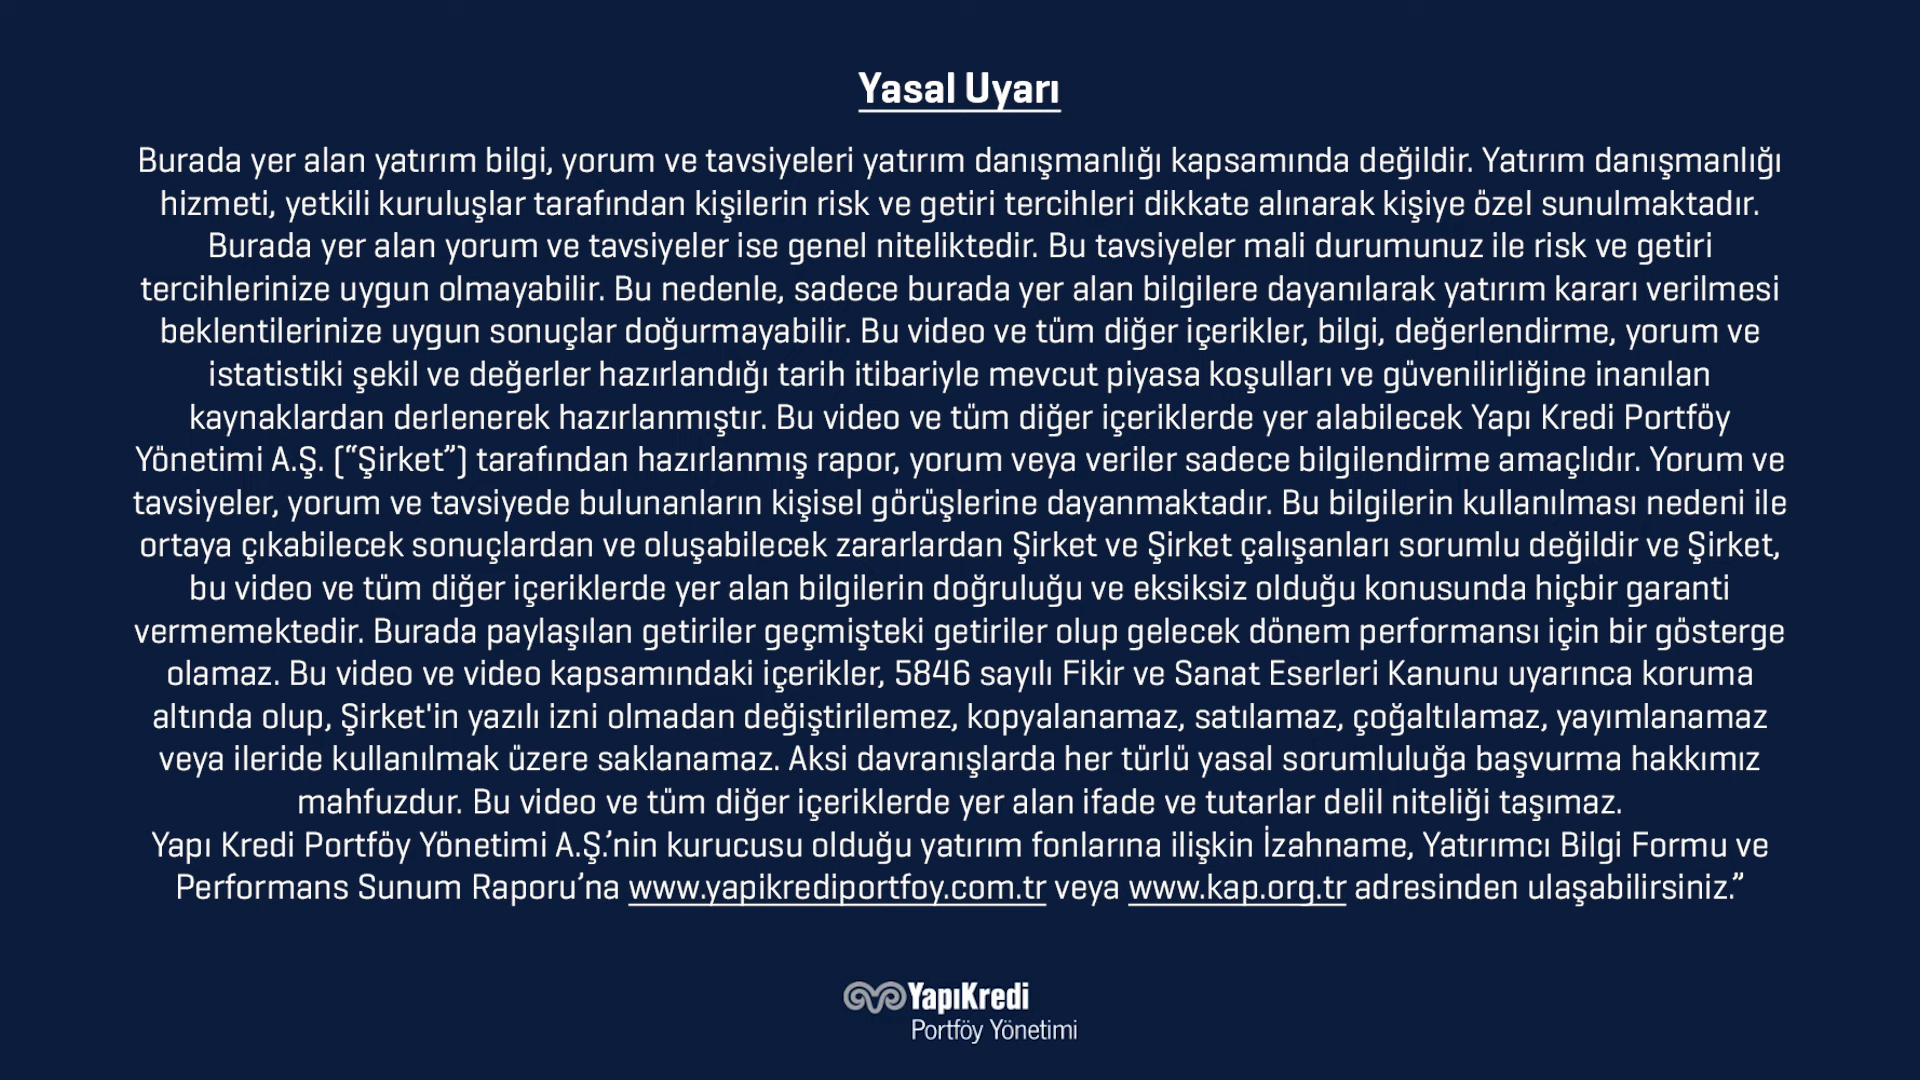 Yasal Uyarı
Burada yer alan yatırım bilgi, yorum ve tavsiyeleri yatırım danışmanlığı kapsamında değildir. Yatırım danışmanlığı
hizmeti, yetkili kuruluşlar tarafından kişilerin risk ve getiri tercihleri dikkate alınarak kişiye özel sunulmaktadır.
Burada yer alan yorum ve tavsiyeler ise genel niteliktedir. Bu tavsiyeler mali durumunuz ile risk ve getiri
tercihlerinize uygun olmayabilir. Bu nedenle, sadece burada yer alan bilgilere dayanılarak yatırım kararı verilmesi
beklentilerinize uygun sonuçlar doğurmayabilir. Bu video ve tüm diğer içerikler, bilgi, değerlendirme, yorum ve
istatistiki şekil ve değerler hazırlandığı tarih itibariyle mevcut piyasa koşulları ve güvenilirliğine inanılan
kaynaklardan derlenerek hazırlanmıştır. Bu video ve tüm diğer içeriklerde yer alabilecek Yapı Kredi Portföy
Yönetimi A.Ş. (“Şirket”) tarafından hazırlanmış rapor, yorum veya veriler sadece bilgilendirme amaçlıdır. Yorum ve
tavsiyeler, yorum ve tavsiyede bulunanların kişisel görüşlerine dayanmaktadır. Bu bilgilerin kullanılması nedeni ile
ortaya çıkabilecek sonuçlardan ve oluşabilecek zararlardan Şirket ve Şirket çalışanları sorumlu değildir ve Şirket,
bu video ve tüm diğer içeriklerde yer alan bilgilerin doğruluğu ve eksiksiz olduğu konusunda hiçbir garanti
vermemektedir. Burada paylaşılan getiriler geçmişteki getiriler olup gelecek dönem performansı için bir gösterge
olamaz. Bu video ve video kapsamındaki içerikler, 5846 sayılı Fikir ve Sanat Eserleri Kanunu uyarınca koruma
altında olup, Şirket'in yazılı izni olmadan değiştirilemez, kopyalanamaz, satılamaz, çoğaltılamaz, yayımlanamaz
veya ileride kullanılmak üzere saklanamaz. Aksi davranışlarda her türlü yasal sorumluluğa başvurma hakkımız
mahfuzdur. Bu video ve tüm diğer içeriklerde yer alan ifade ve tutarlar delil niteliği taşımaz.
Yapı Kredi Portföy Yönetimi A.Ş.’nin kurucusu olduğu yatırım fonlarına ilişkin İzahname, Yatırımcı Bilgi Formu ve
Performans Sunum Raporu’na www.yapikrediportfoy.com.tr veya www.kap.org.tr adresinden ulaşabilirsiniz.”
YapıKredi
Portföy Yönetimi